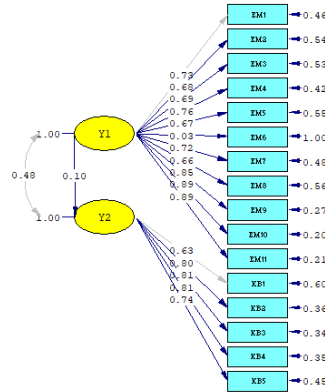 EM1 0.46
EM2 0.54
EM3 0.53
EM4 0.42
EM5 0.55
EM6 1.00
EM7 0.48
EM8 0.56
EM9 0.27
EM10 0.20
EM11 0.21
KB1 0.60
KB2 0.36
KB3 0.34
KB4 0.35
KB5 0.45
0.73
0.68
0.69
0.76
0.67
0.03
0.72
0.66
0.85
0.89
0.89
1.00 Y1
0.48 0.10
1.00 Y2
0.63
0.80
0.81
0.81
0.74